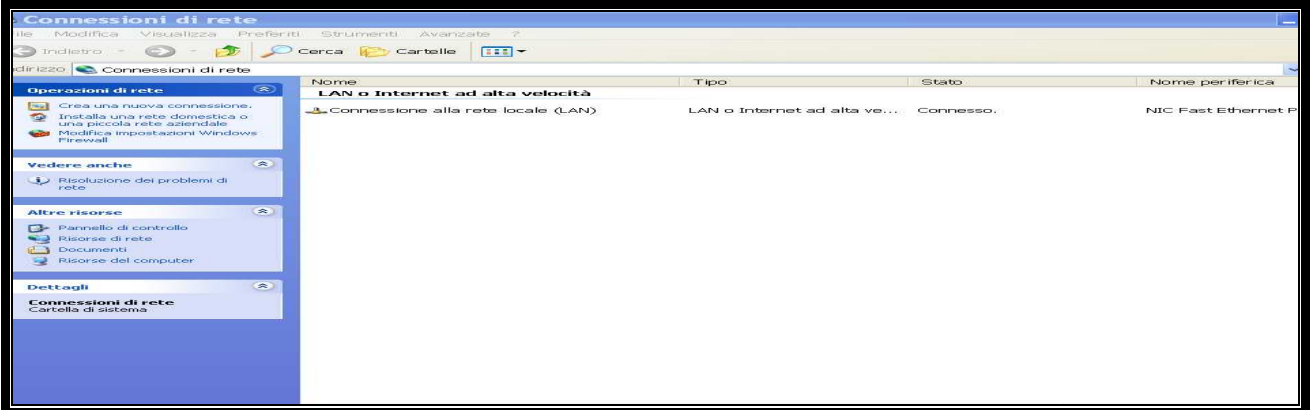 Connessioni di rete
ile Modifica Visualizza Preferiti Strumenti Avanzate ?
Indietro Cerca Cartelle
dirizzo Connessioni di rete
Nome Tipo Stato Nome periferica
LAN o Internet ad alta velocità
Connessione alla rete locale (LAN) LAN o Internet ad alta ve... Connesso. NIC Fast Ethernet P
Operazioni di rete
Crea una nuova connessione.
Installa una rete domestica o
una piccola rete aziendale
Modifica impostazioni Windows
Firewall
Vedere anche
Risoluzione dei problemi di
rete
Altre risorse
Pannello di controllo
Risorse di rete
Documenti
Risorse del computer
Dettagli
Connessioni di rete
Cartella di sistema